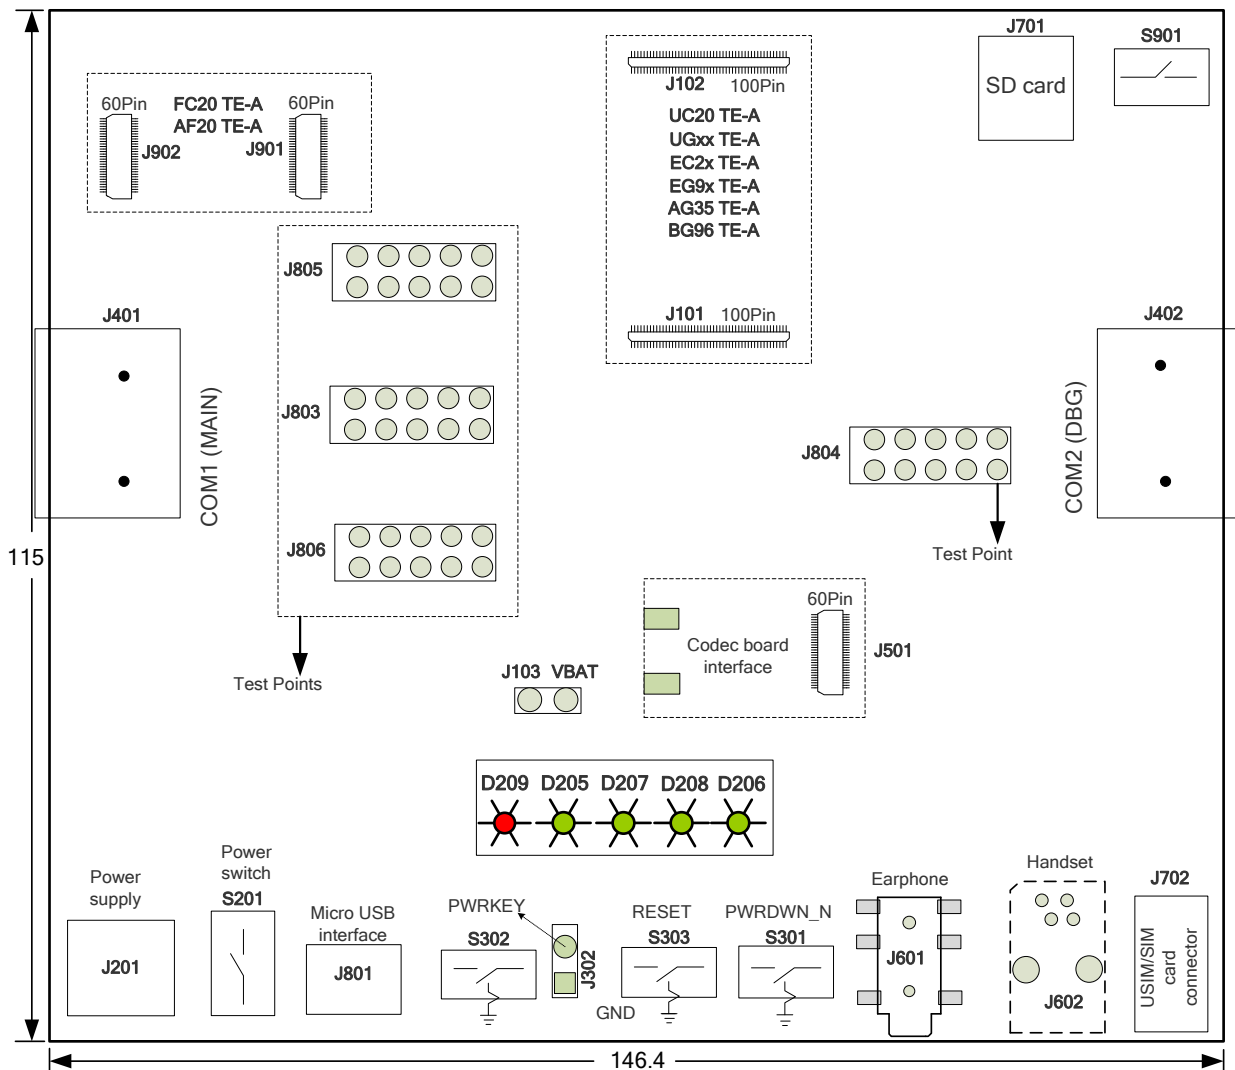 J701
S901
SD card
J102 100Pin
UC20 TE-A
UGxx TE-A
EC2x TE-A
EG9x TE-A
AG35 TE-A
BG96 TE-A
J101 100Pin
60Pin FC20 TE-A 60Pin
AF20 TE-A
J902 J901
J805
J401
COM1 (MAIN)
J803
J806
Test Points
J402
COM2 (DBG)
J804
Test Point
115
60Pin
Codec board
interface
J501
J103 VBAT
D209 D205 D207 D208 D206
Power
supply
J201
Power
switch
S201
Micro USB
interface
J801
PWRKEY
S302
J302
GND
RESET
S303
PWRDWN_N
S301
Earphone
J601
Handset
J602
J702
USIM/SIM
card
connector
146.4